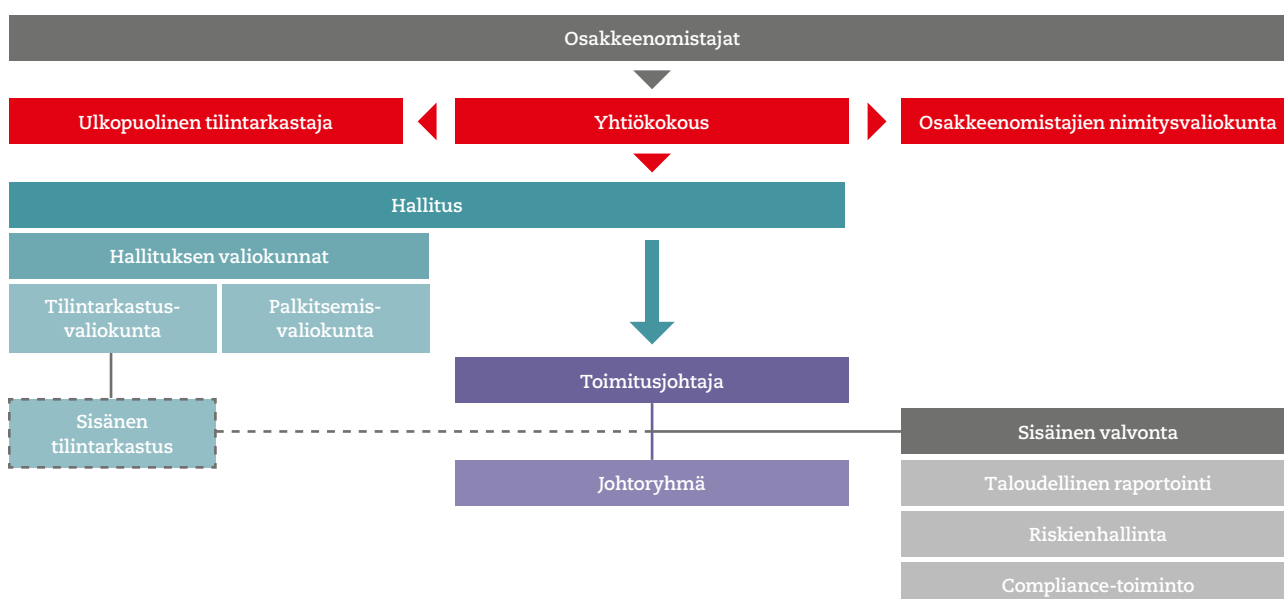 Osakkeenomistajat
Ulkopuolinen tilintarkastaja
Yhtiökokous
Osakkeenomistajien nimitysvaliokunta
Hallitus
Hallituksen valiokunnat
Tilintarkastus-
valiokunta
Palkitsemis-
valiokunta
Toimitusjohtaja
Sisänen
tilintarkastus
Sisäinen valvonta
Johtoryhmä
Taloudellinen raportointi
Riskienhallinta
Compliance-toiminto